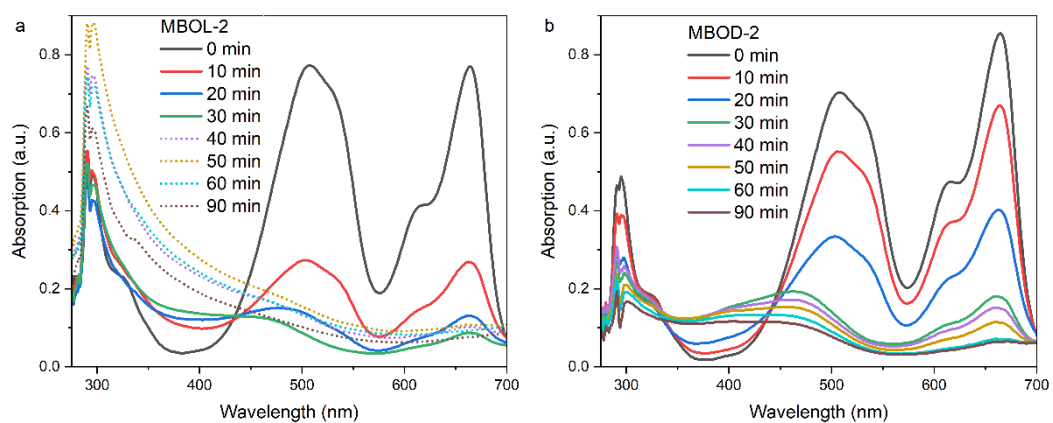 a
MBOL-2
0 min
10 min
20 min
30 min
40 min
50 min
60 min
90 min
Absorption (a.u.)
0.8
0.6
0.4
0.2
0.0
300
400
500
600
700
Wavelength (nm)
b
MBOD-2
0 min
10 min
20 min
30 min
40 min
50 min
60 min
90 min
Absorption (a.u.)
0.8
0.6
0.4
0.2
0.0
300
400
500
600
700
Wavelength (nm)